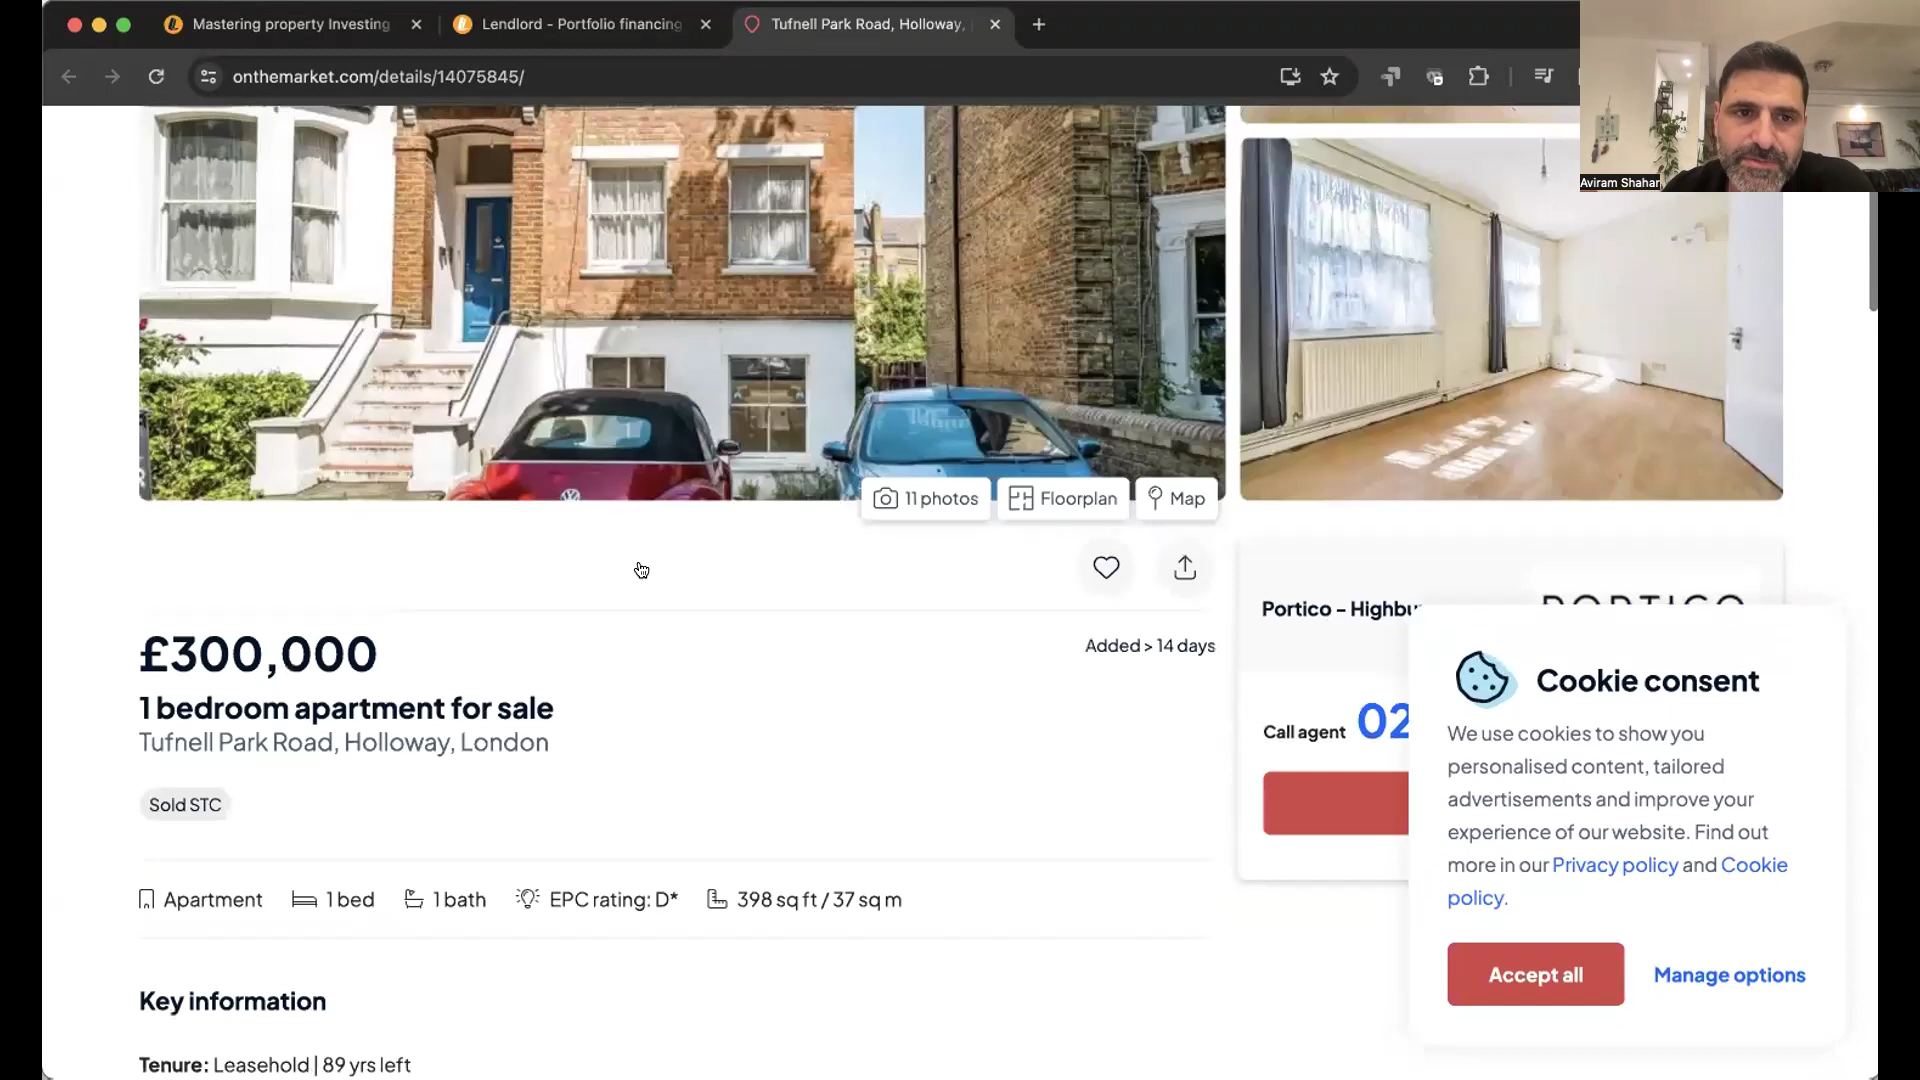 Mastering property Investing
Lendlord - Portfolio financing
Tufnell Park Road, Holloway,
onthemarket.com/details/14075845/
Aviram Shahar
11 photos
Floorplan
Map
£300,000
Added > 14 days
1 bedroom apartment for sale
Tufnell Park Road, Holloway, London
Sold STC
Apartment
1 bed
1 bath
EPC rating: D*
398 sq ft / 37 sq m
Key information
Tenure: Leasehold | 89 yrs left
Portico – Highbu
PORTICO
Call agent 02
Cookie consent
We use cookies to show you
personalised content, tailored
advertisements and improve your
experience of our website. Find out
more in our Privacy policy and Cookie
policy.
Accept all
Manage options